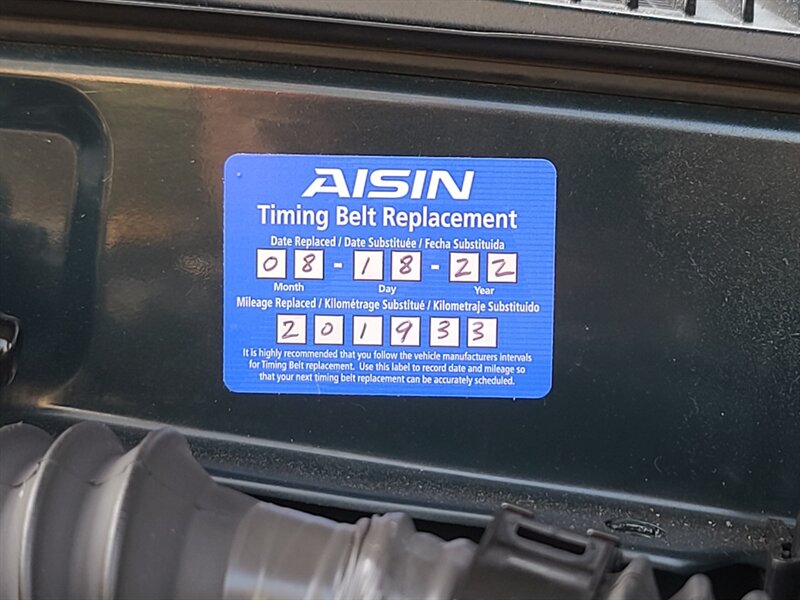 AISIN
Timing Belt Replacement
Date Replaced / Date Substituée / Fecha Substituida
08-18-22
Month Day Year
Mileage Replaced / Kilométrage Substitué / Kilometraje Substituido
201933
It is highly recommended that you follow the vehicle manufacturers intervals
for Timing Belt replacement. Use this label to record date and mileage so
that your next timing belt replacement can be accurately scheduled.